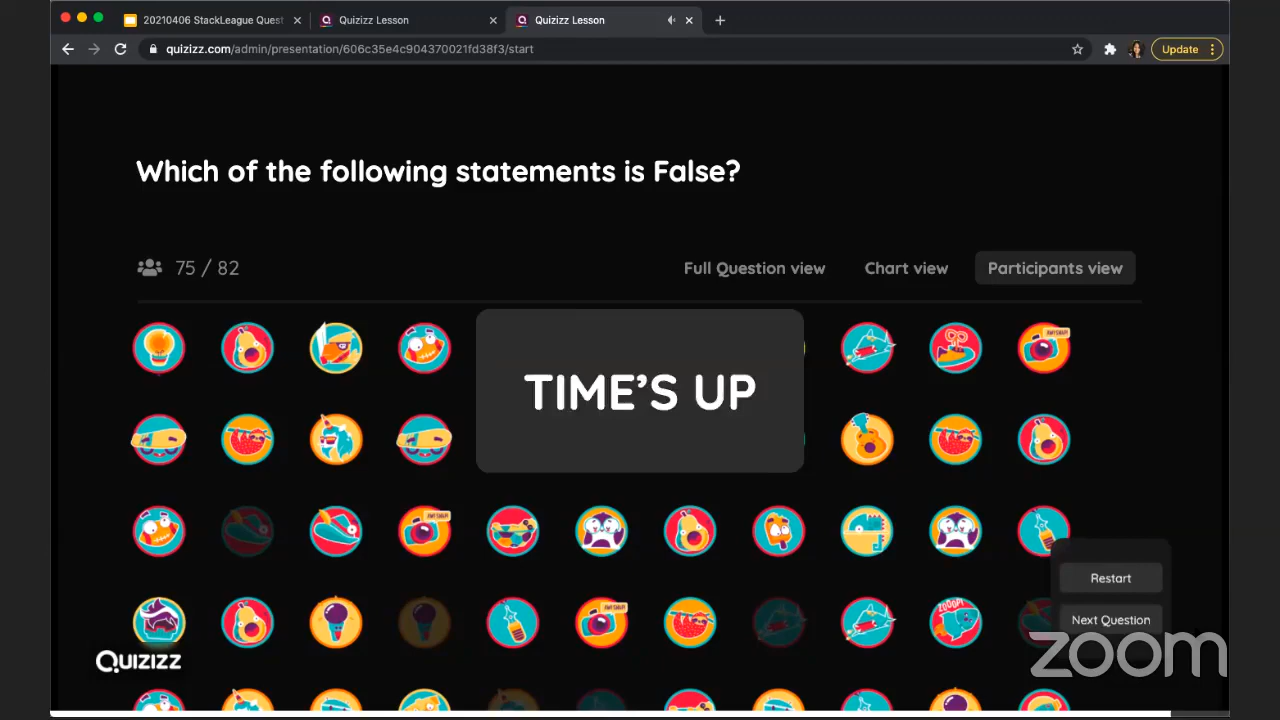 20210406 StackLeague Quest
Quizizz Lesson
Quizizz Lesson
quizizz.com/admin/presentation/606c35e4c904370021fd38f3/start
Update
Which of the following statements is False?
75 / 82
Full Question view
Chart view
Participants view
TIME'S UP
Restart
Next Question
Quizizz
zoom